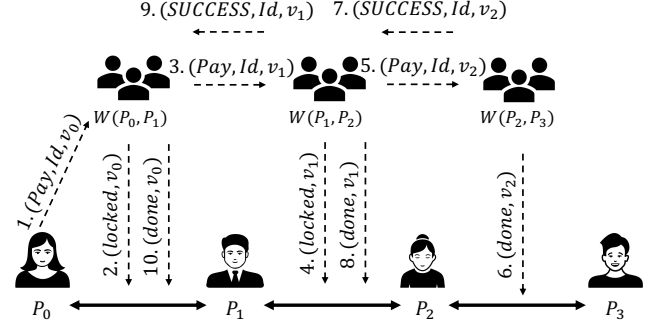 9. (SUCCESS, Id, v₁) 7. (SUCCESS, Id, v₂)
3. (Pay, Id, v₁) 5. (Pay, Id, v₂)
W(P₀, P₁) W(P₁, P₂) W(P₂, P₃)
1. (Pay, Id, v₀)
2. (locked, v₀)
10. (done, v₀)
4. (locked, v₁)
8. (done, v₁)
6. (done, v₂)
P₀ P₁ P₂ P₃